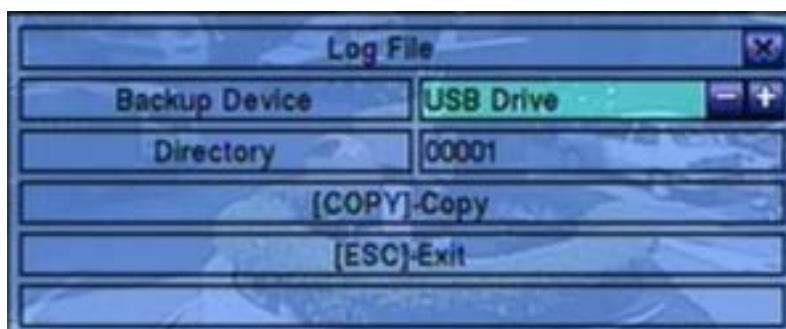 Log File
Backup Device USB Drive
Directory 00001
[COPY]-Copy
[ESC]-Exit